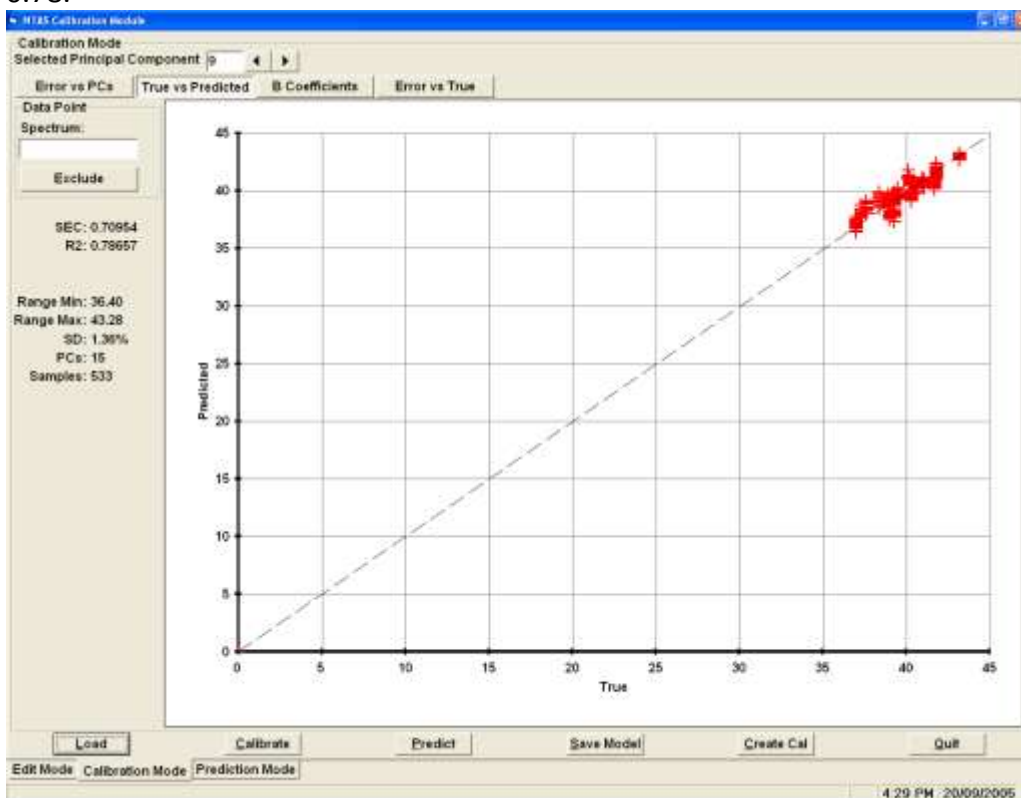 NTAS Calibration Module
Calibration Mode
Selected Principal Component 9
Error vs PCs True vs Predicted B Coefficients Error vs True
Data Point
Spectrum:
Exclude
SEC: 0.70954
R2: 0.78657
Range Min: 36.40
Range Max: 43.28
SD: 1.36%
PCs: 15
Samples: 533
45
40
35
30
25
20
15
10
5
0
Predicted
0 5 10 15 20 25 30 35 40 45
True
Load Calibrate Predict Save Model Create Cal Quit
Edit Mode Calibration Mode Prediction Mode
4:29 PM 20/09/2005